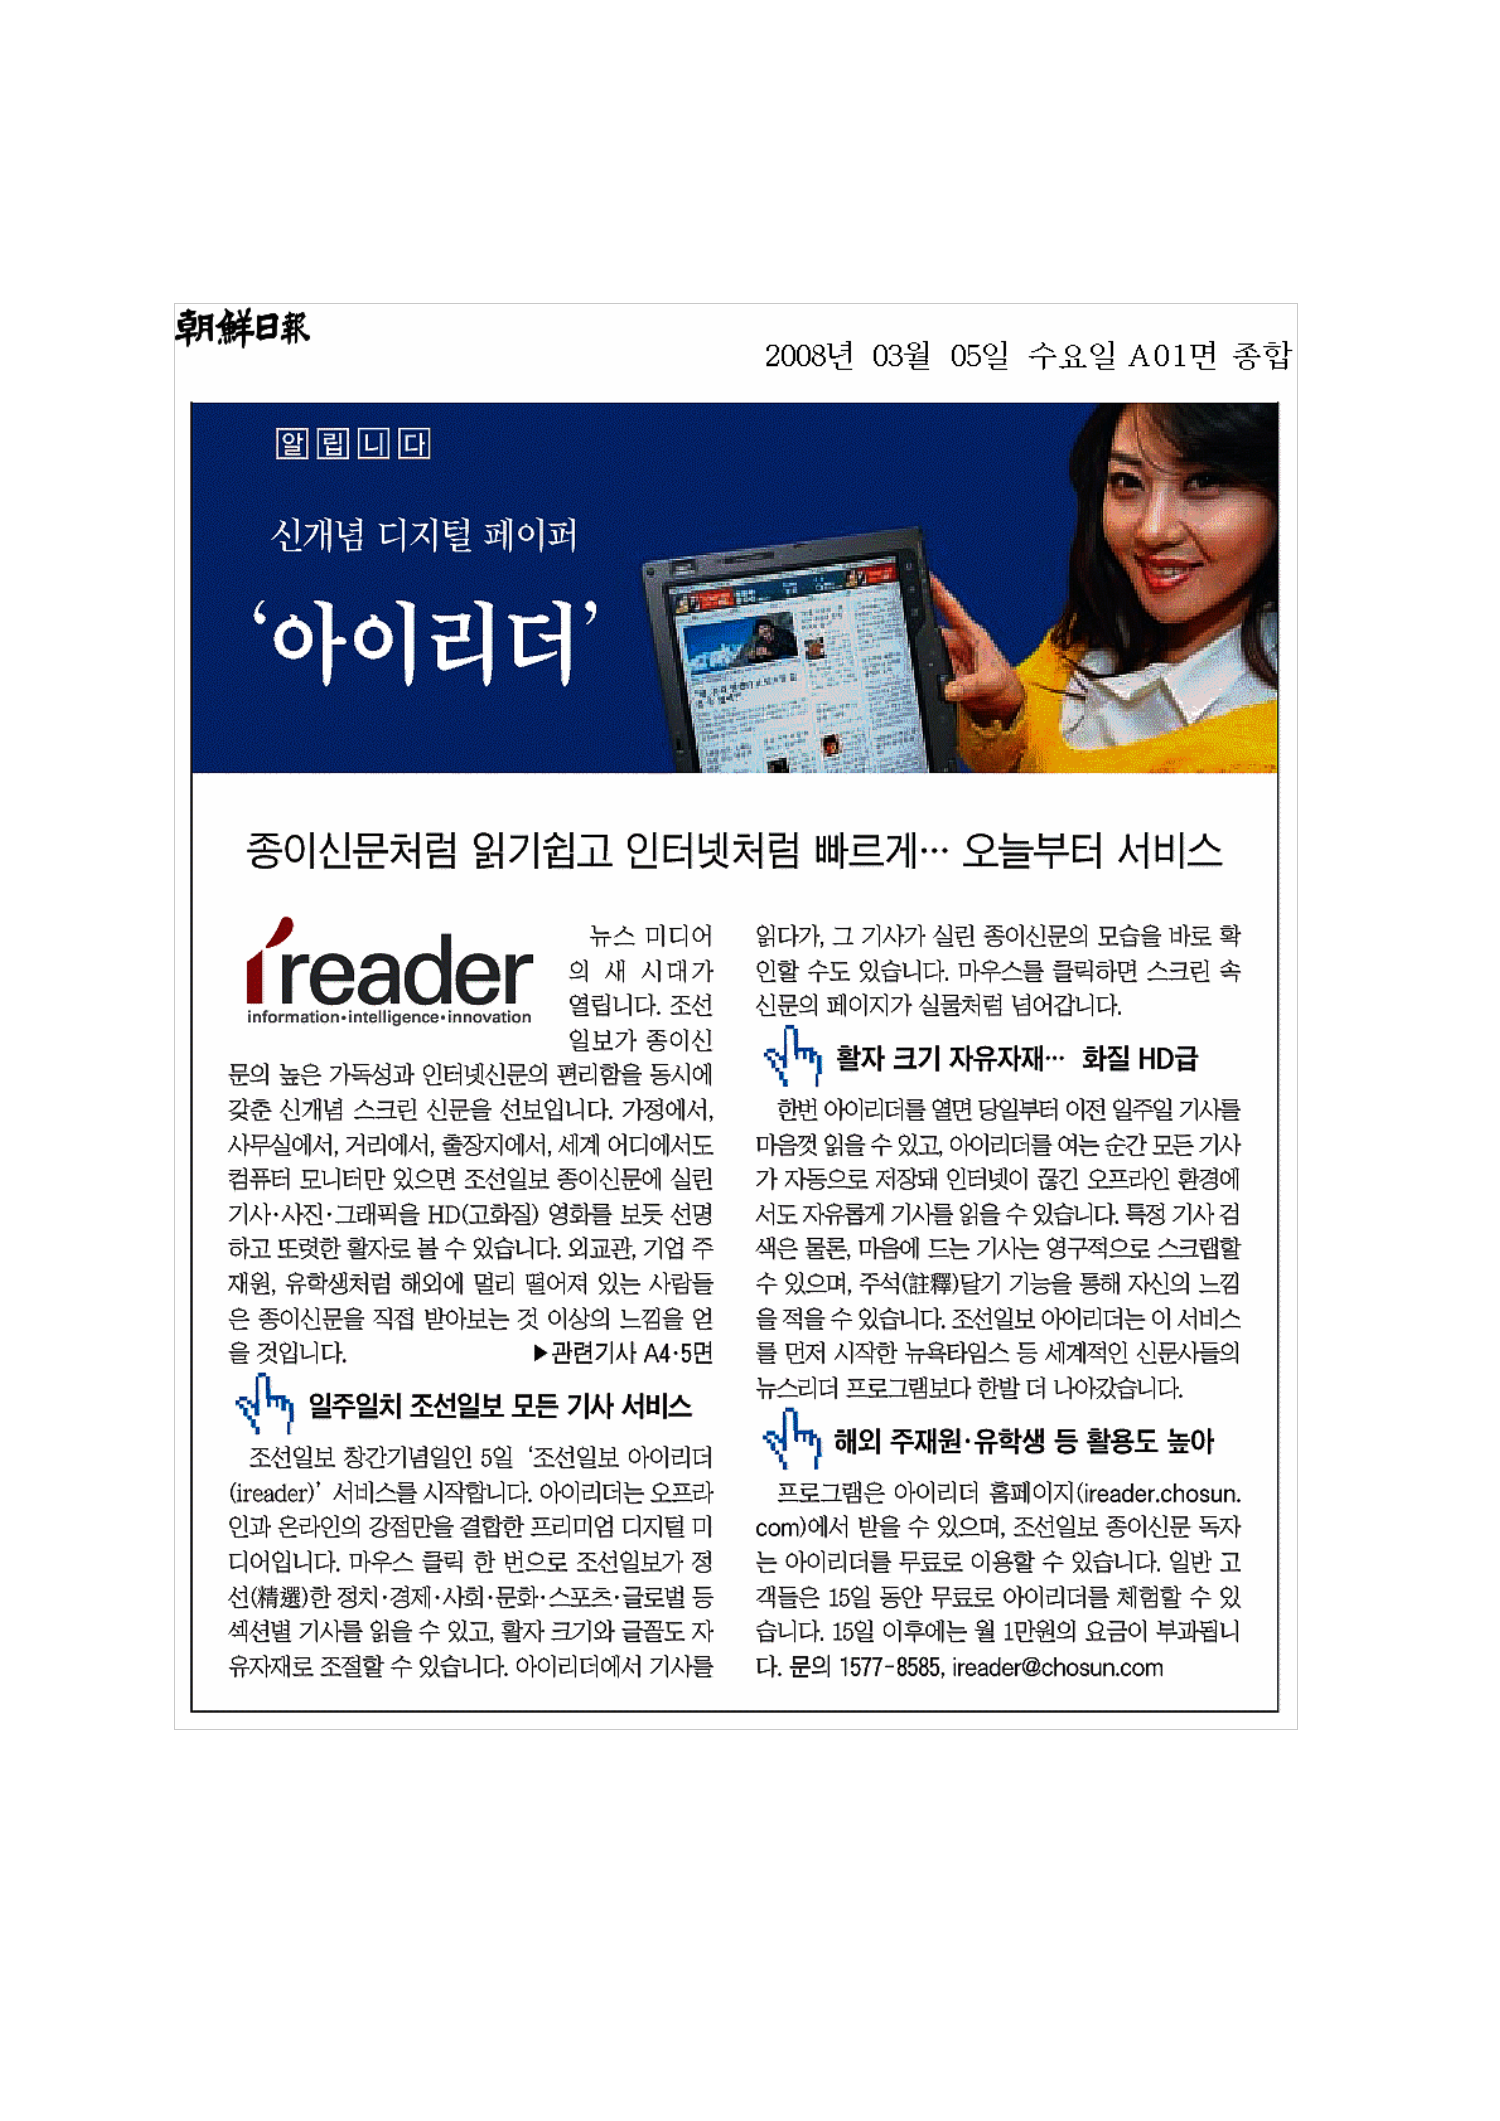 朝鮮日報
2008년 03월 05일 수요일 A01면 종합
알립니다
신개념 디지털 페이퍼
‘아이리더’
종이신문처럼 읽기쉽고 인터넷처럼 빠르게… 오늘부터 서비스
ireader
information•intelligence•innovation
뉴스 미디어
의 새 시대가
열립니다. 조선
일보가 종이신
문의 높은 가독성과 인터넷신문의 편리함을 동시에
갖춘 신개념 스크린 신문을 선보입니다. 가정에서,
사무실에서, 거리에서, 출장지에서, 세계 어디에서도
컴퓨터 모니터만 있으면 조선일보 종이신문에 실린
기사·사진·그래픽을 HD(고화질) 영화를 보듯 선명
하고 또렷한 활자로 볼 수 있습니다. 외교관, 기업 주
재원, 유학생처럼 해외에 멀리 떨어져 있는 사람들
은 종이신문을 직접 받아보는 것 이상의 느낌을 얻
을 것입니다. ▶관련기사 A4·5면
일주일치 조선일보 모든 기사 서비스
조선일보 창간기념일인 5일 ‘조선일보 아이리더
(ireader)’ 서비스를 시작합니다. 아이리더는 오프라
인과 온라인의 강점만을 결합한 프리미엄 디지털 미
디어입니다. 마우스 클릭 한 번으로 조선일보가 정
선(精選)한 정치·경제·사회·문화·스포츠·글로벌 등
섹션별 기사를 읽을 수 있고, 활자 크기와 글꼴도 자
유자재로 조절할 수 있습니다. 아이리더에서 기사를
읽다가, 그 기사가 실린 종이신문의 모습을 바로 확
인할 수도 있습니다. 마우스를 클릭하면 스크린 속
신문의 페이지가 실물처럼 넘어갑니다.
활자 크기 자유자재… 화질 HD급
한번 아이리더를 열면 당일부터 이전 일주일 기사를
마음껏 읽을 수 있고, 아이리더를 여는 순간 모든 기사
가 자동으로 저장돼 인터넷이 끊긴 오프라인 환경에
서도 자유롭게 기사를 읽을 수 있습니다. 특정 기사 검
색은 물론, 마음에 드는 기사는 영구적으로 스크랩할
수 있으며, 주석(註釋)달기 기능을 통해 자신의 느낌
을 적을 수 있습니다. 조선일보 아이리더는 이 서비스
를 먼저 시작한 뉴욕타임스 등 세계적인 신문사들의
뉴스리더 프로그램보다 한발 더 나아갔습니다.
해외 주재원·유학생 등 활용도 높아
프로그램은 아이리더 홈페이지(ireader.chosun.
com)에서 받을 수 있으며, 조선일보 종이신문 독자
는 아이리더를 무료로 이용할 수 있습니다. 일반 고
객들은 15일 동안 무료로 아이리더를 체험할 수 있
습니다. 15일 이후에는 월 1만원의 요금이 부과됩니
다. 문의 1577-8585, ireader@chosun.com